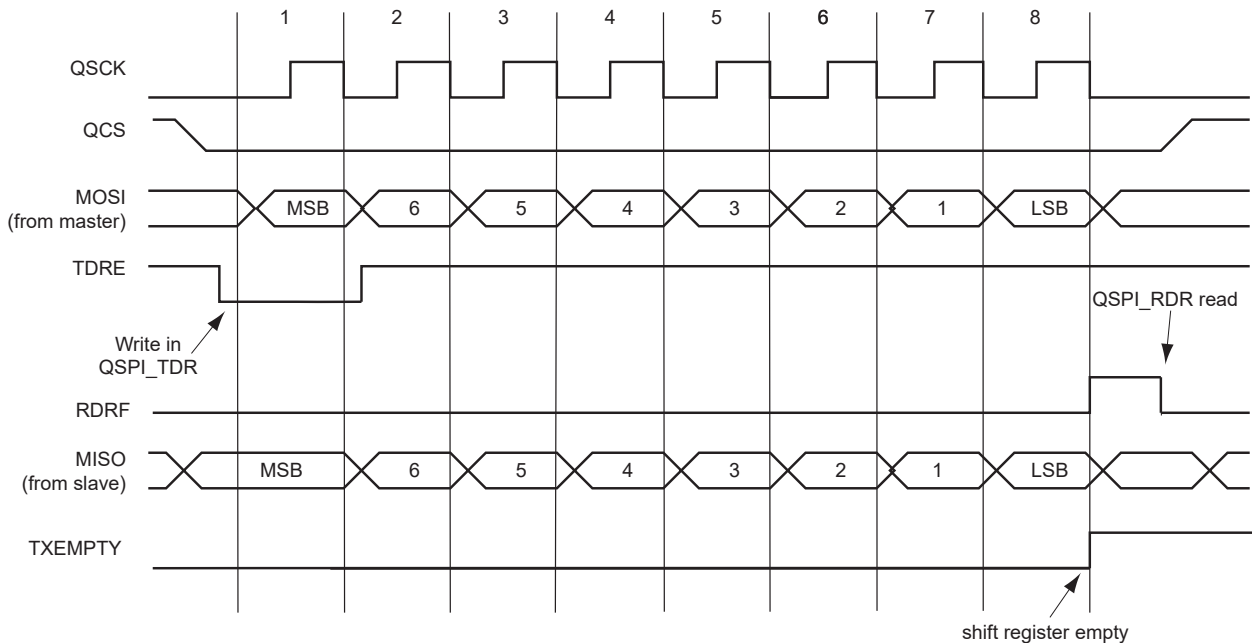 1 2 3 4 5 6 7 8
QSCK
QCS
MOSI
(from master)
MSB 6 5 4 3 2 1 LSB
TDRE
Write in
QSPI_TDR
QSPI_RDR read
RDRF
MISO
(from slave)
MSB 6 5 4 3 2 1 LSB
TXEMPTY
shift register empty